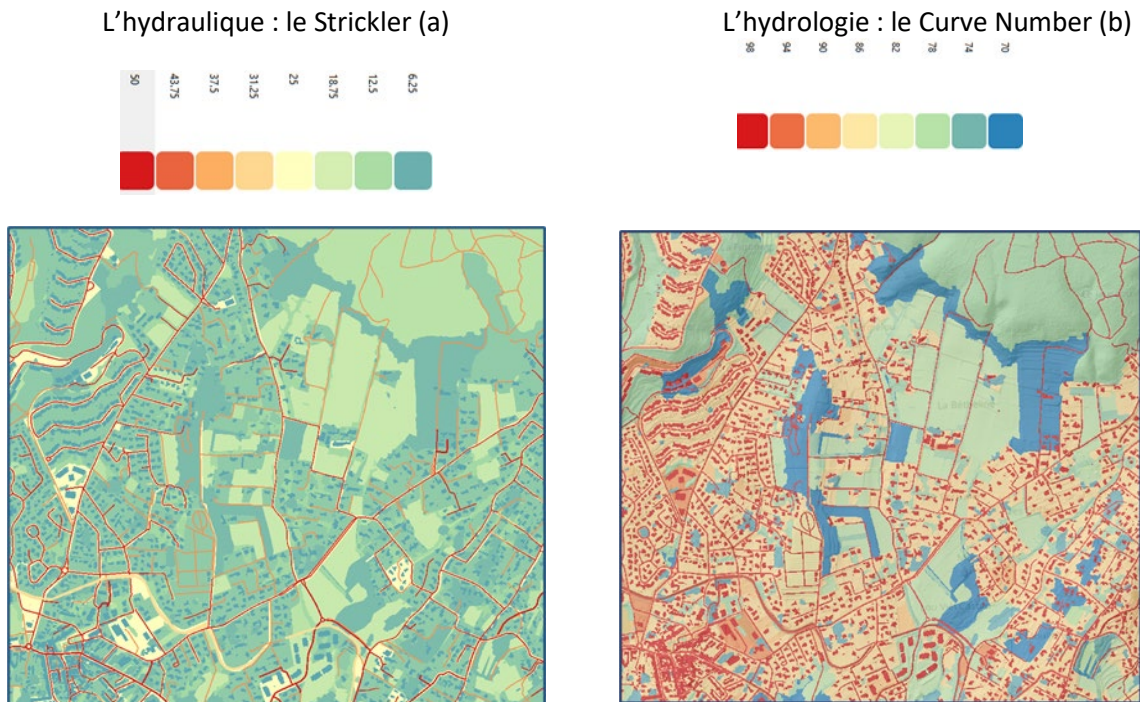 L’hydraulique : le Strickler (a)
L’hydrologie : le Curve Number (b)
50 43.75 37.5 31.25 25 18.75 12.5 6.25
98 94 90 86 82 78 74 70